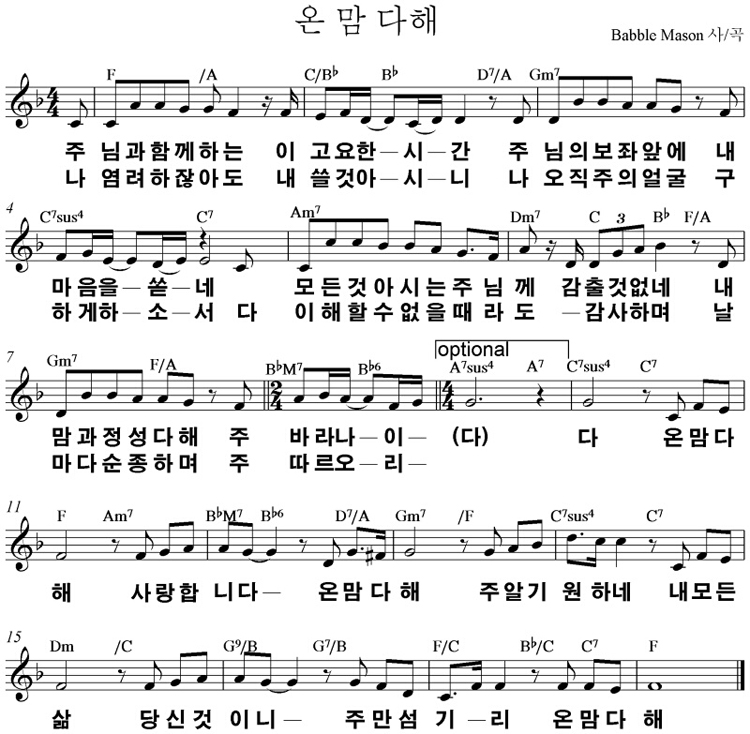 온 맘 다해
Babble Mason 사/곡
F /A C/B♭ B♭ D7/A Gm7
주 님과함께하는 이 고요한－시－간 주 님의보좌앞에 내
나 염려하잖아도 내 쓸것아－시－니 나 오직주의얼굴 구
4
C7sus4 C7 Am7 Dm7 C 3 B♭ F/A
마 음을－쏟－네 모든것아시는주님께 감출것없네 내
하게하－소－서 다 이해할수없을때라도－감사하며 날
7
Gm7 F/A B♭M7 B♭6 optional A7sus4 A7 C7sus4 C7
맘과정성다해 주 바라나－이－ (다) 다 온맘다
마다순종하며 주 따르오－리－
11
F Am7 B♭M7 B♭6 D7/A Gm7 /F C7sus4 C7
해 사랑합 니다－ 온맘다해 주알기 원하네 내모든
15
Dm /C G9/B G7/B F/C B♭/C C7 F
삶 당신것 이니－ 주만섬 기－리 온맘다 해